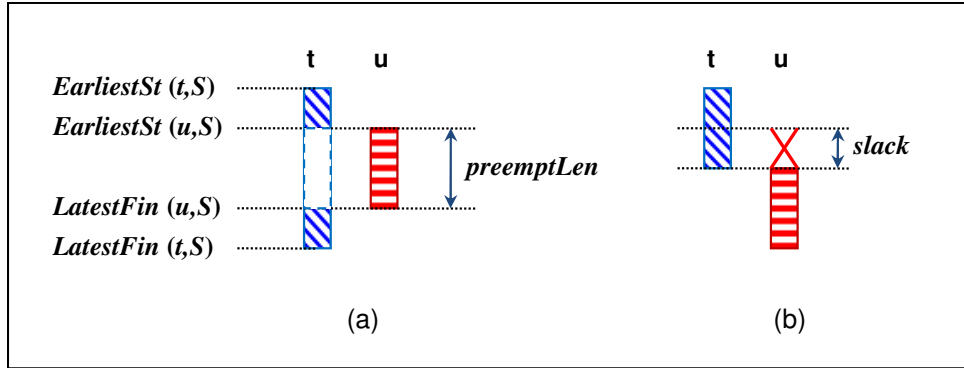 t u t u
EarliestSt (t,S)
EarliestSt (u,S)
preemptLen slack
LatestFin (u,S)
LatestFin (t,S)
(a) (b)